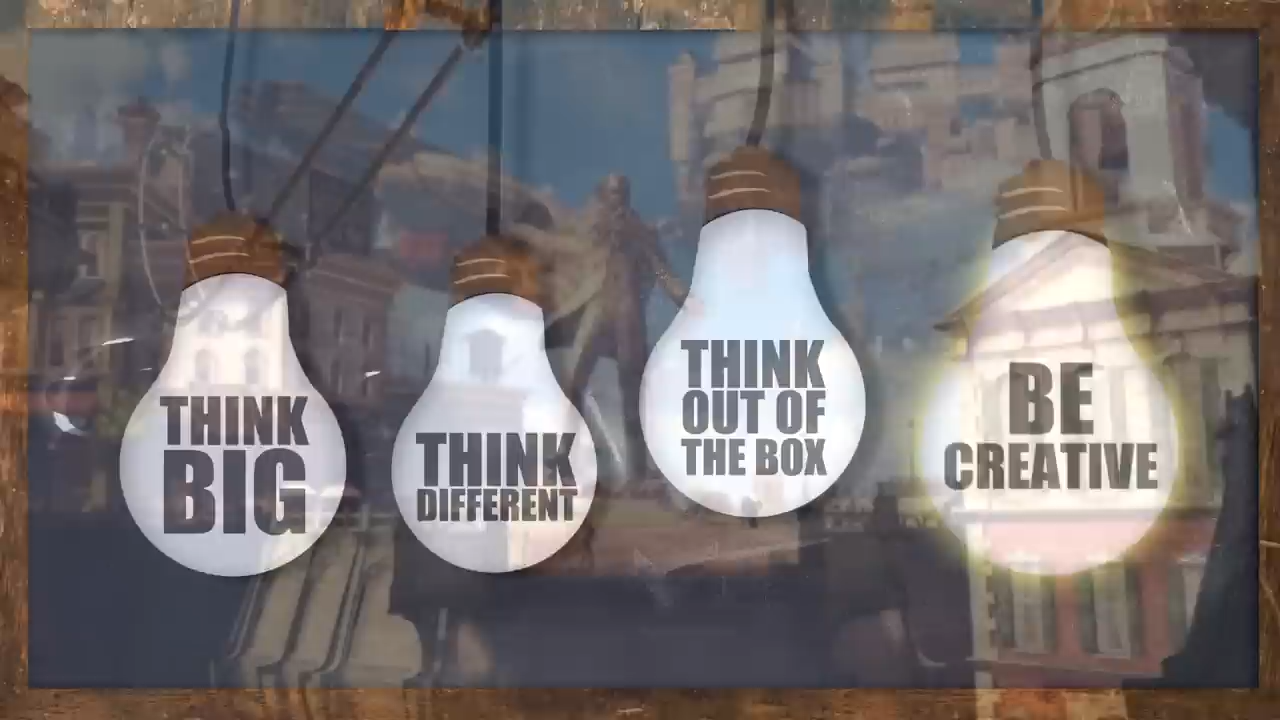 THINK
BIG
THINK
DIFFERENT
THINK
OUT OF
THE BOX
BE
CREATIVE